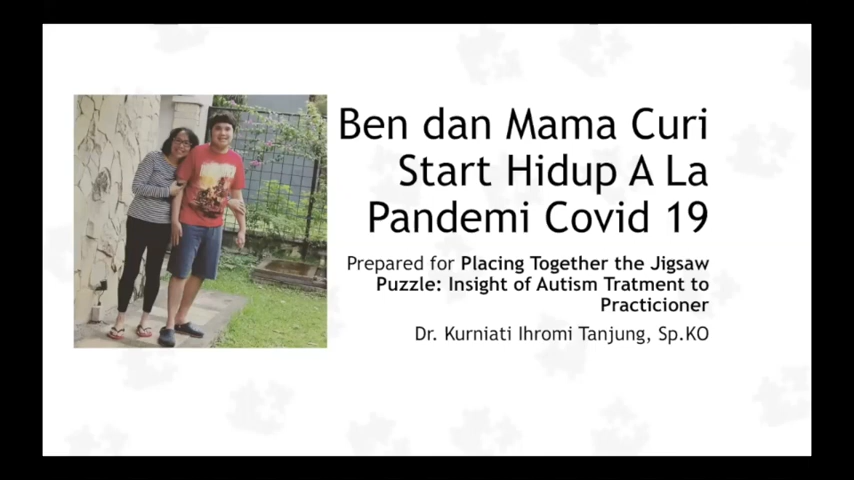 Ben dan Mama Curi
Start Hidup A La
Pandemi Covid 19
Prepared for Placing Together the Jigsaw
Puzzle: Insight of Autism Tratment to
Practicioner
Dr. Kurniati Ihromi Tanjung, Sp.KO